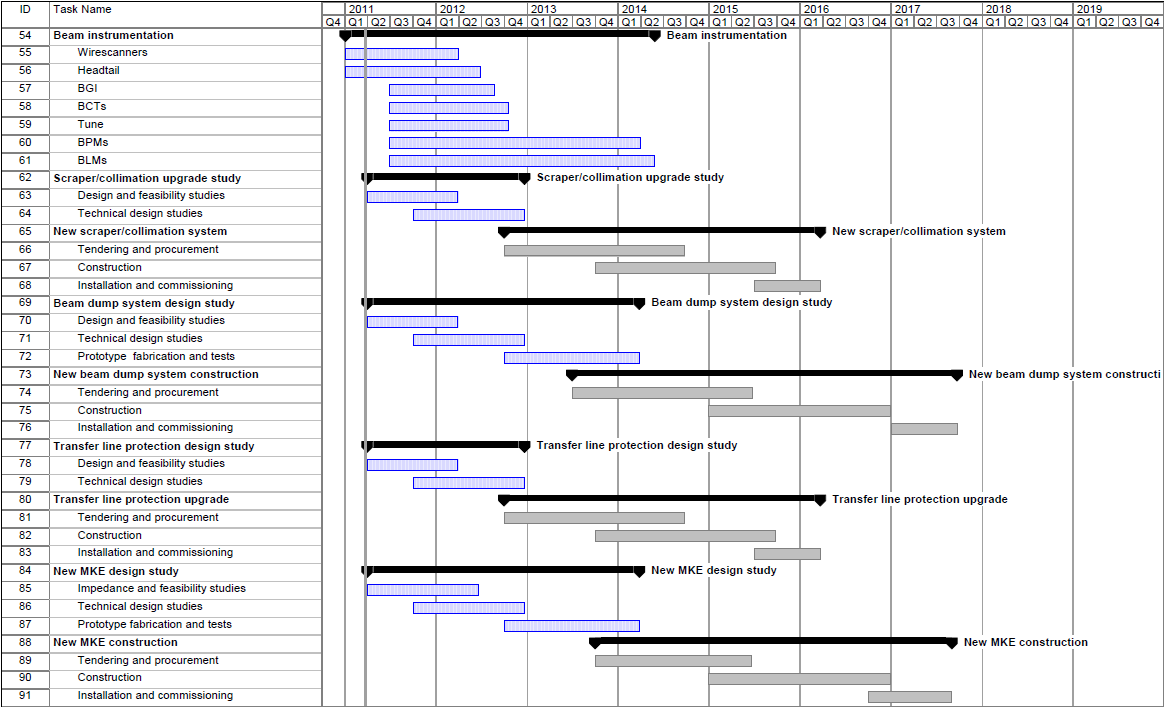 ID Task Name 2011 2012 2013 2014 2015 2016 2017 2018 2019
Q4 Q1 Q2 Q3 Q4 Q1 Q2 Q3 Q4 Q1 Q2 Q3 Q4 Q1 Q2 Q3 Q4 Q1 Q2 Q3 Q4 Q1 Q2 Q3 Q4 Q1 Q2 Q3 Q4 Q1 Q2 Q3 Q4 Q1 Q2 Q3 Q4
54 Beam instrumentation Beam instrumentation
55 Wirescanners
56 Headtail
57 BGI
58 BCTs
59 Tune
60 BPMs
61 BLMs
62 Scraper/collimation upgrade study Scraper/collimation upgrade study
63 Design and feasibility studies
64 Technical design studies
65 New scraper/collimation system New scraper/collimation system
66 Tendering and procurement
67 Construction
68 Installation and commissioning
69 Beam dump system design study Beam dump system design study
70 Design and feasibility studies
71 Technical design studies
72 Prototype fabrication and tests
73 New beam dump system construction New beam dump system constructi
74 Tendering and procurement
75 Construction
76 Installation and commissioning
77 Transfer line protection design study Transfer line protection design study
78 Design and feasibility studies
79 Technical design studies
80 Transfer line protection upgrade Transfer line protection upgrade
81 Tendering and procurement
82 Construction
83 Installation and commissioning
84 New MKE design study New MKE design study
85 Impedance and feasibility studies
86 Technical design studies
87 Prototype fabrication and tests
88 New MKE construction New MKE construction
89 Tendering and procurement
90 Construction
91 Installation and commissioning